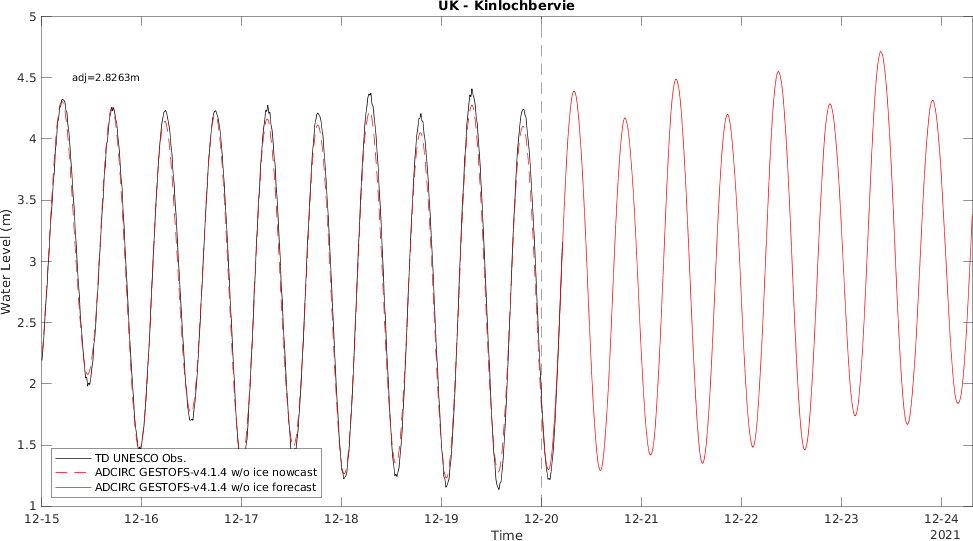 UK - Kinlochbervie
adj=2.8263m
Water Level (m)
5
4.5
4
3.5
3
2.5
2
1.5
1
TD UNESCO Obs.
ADCIRC GESTOFS-v4.1.4 w/o ice nowcast
ADCIRC GESTOFS-v4.1.4 w/o ice forecast
12-15 12-16 12-17 12-18 12-19 12-20 12-21 12-22 12-23 12-24
Time
2021